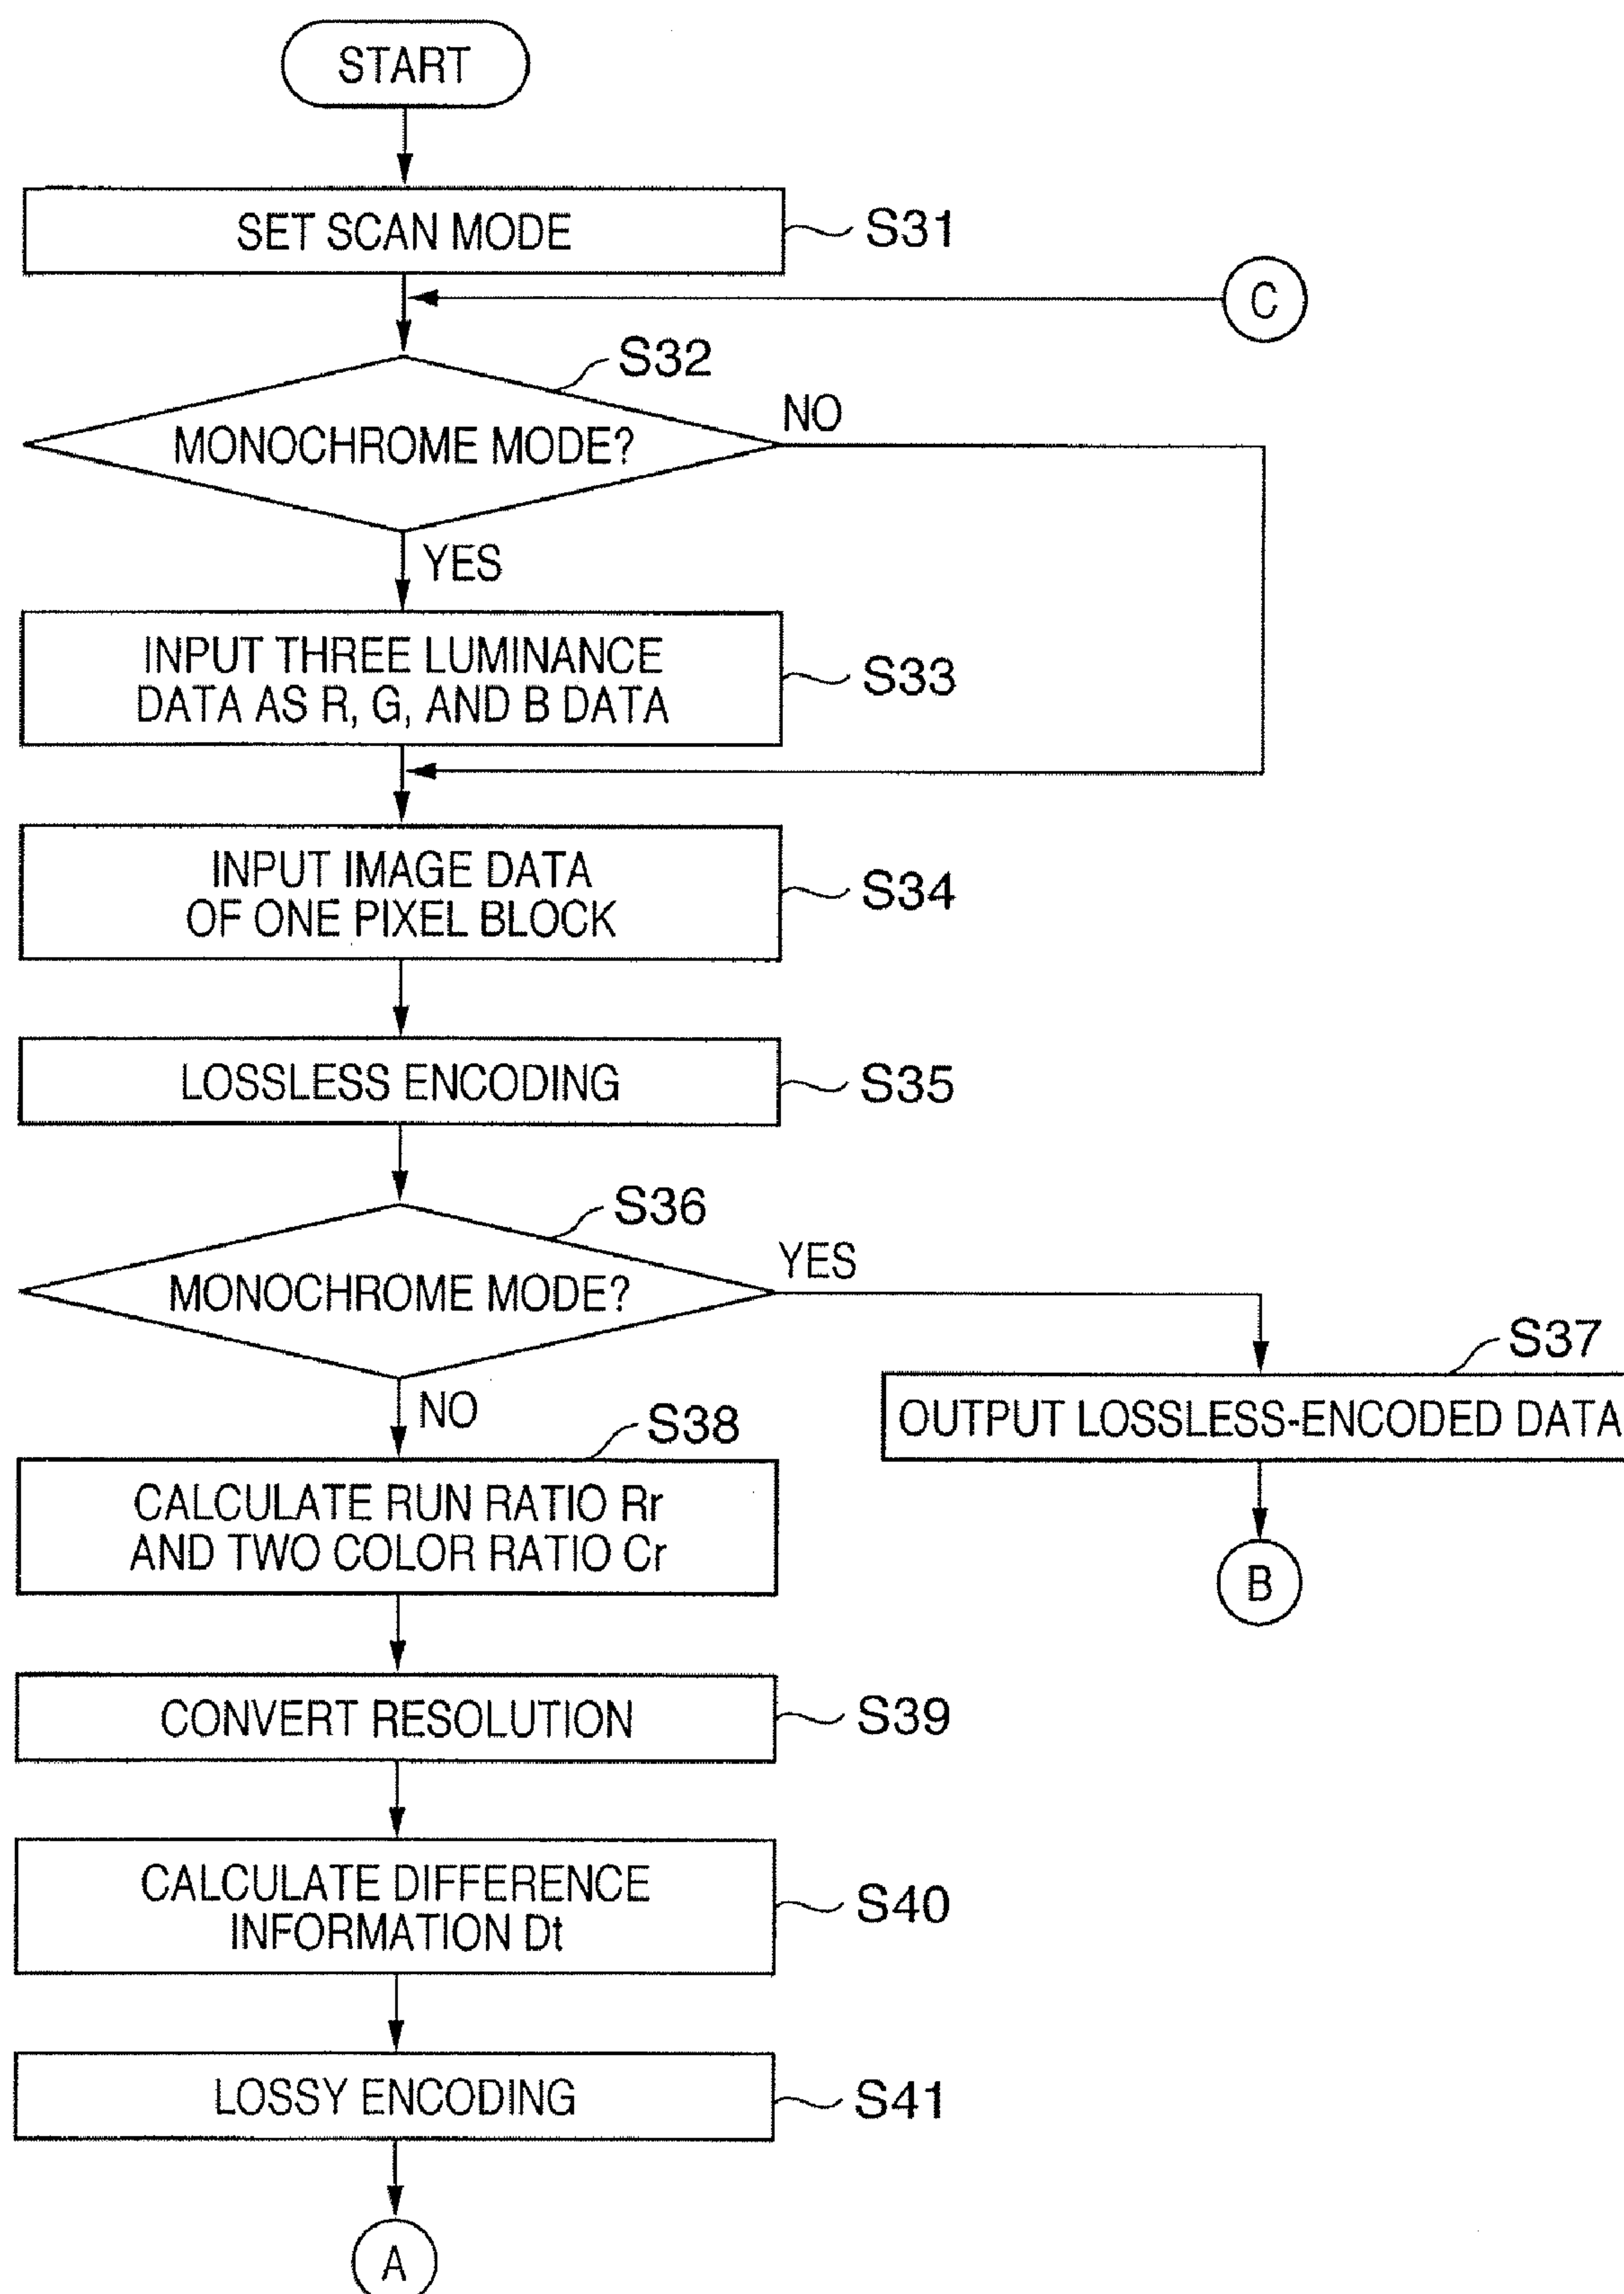 START
SET SCAN MODE
S31
C
S32
MONOCHROME MODE?
NO
YES
INPUT THREE LUMINANCE
DATA AS R, G, AND B DATA
S33
INPUT IMAGE DATA
OF ONE PIXEL BLOCK
S34
LOSSLESS ENCODING
S35
S36
MONOCHROME MODE?
YES
NO
S37
OUTPUT LOSSLESS-ENCODED DATA
B
S38
CALCULATE RUN RATIO Rr
AND TWO COLOR RATIO Cr
CONVERT RESOLUTION
S39
CALCULATE DIFFERENCE
INFORMATION Dt
S40
LOSSY ENCODING
S41
A